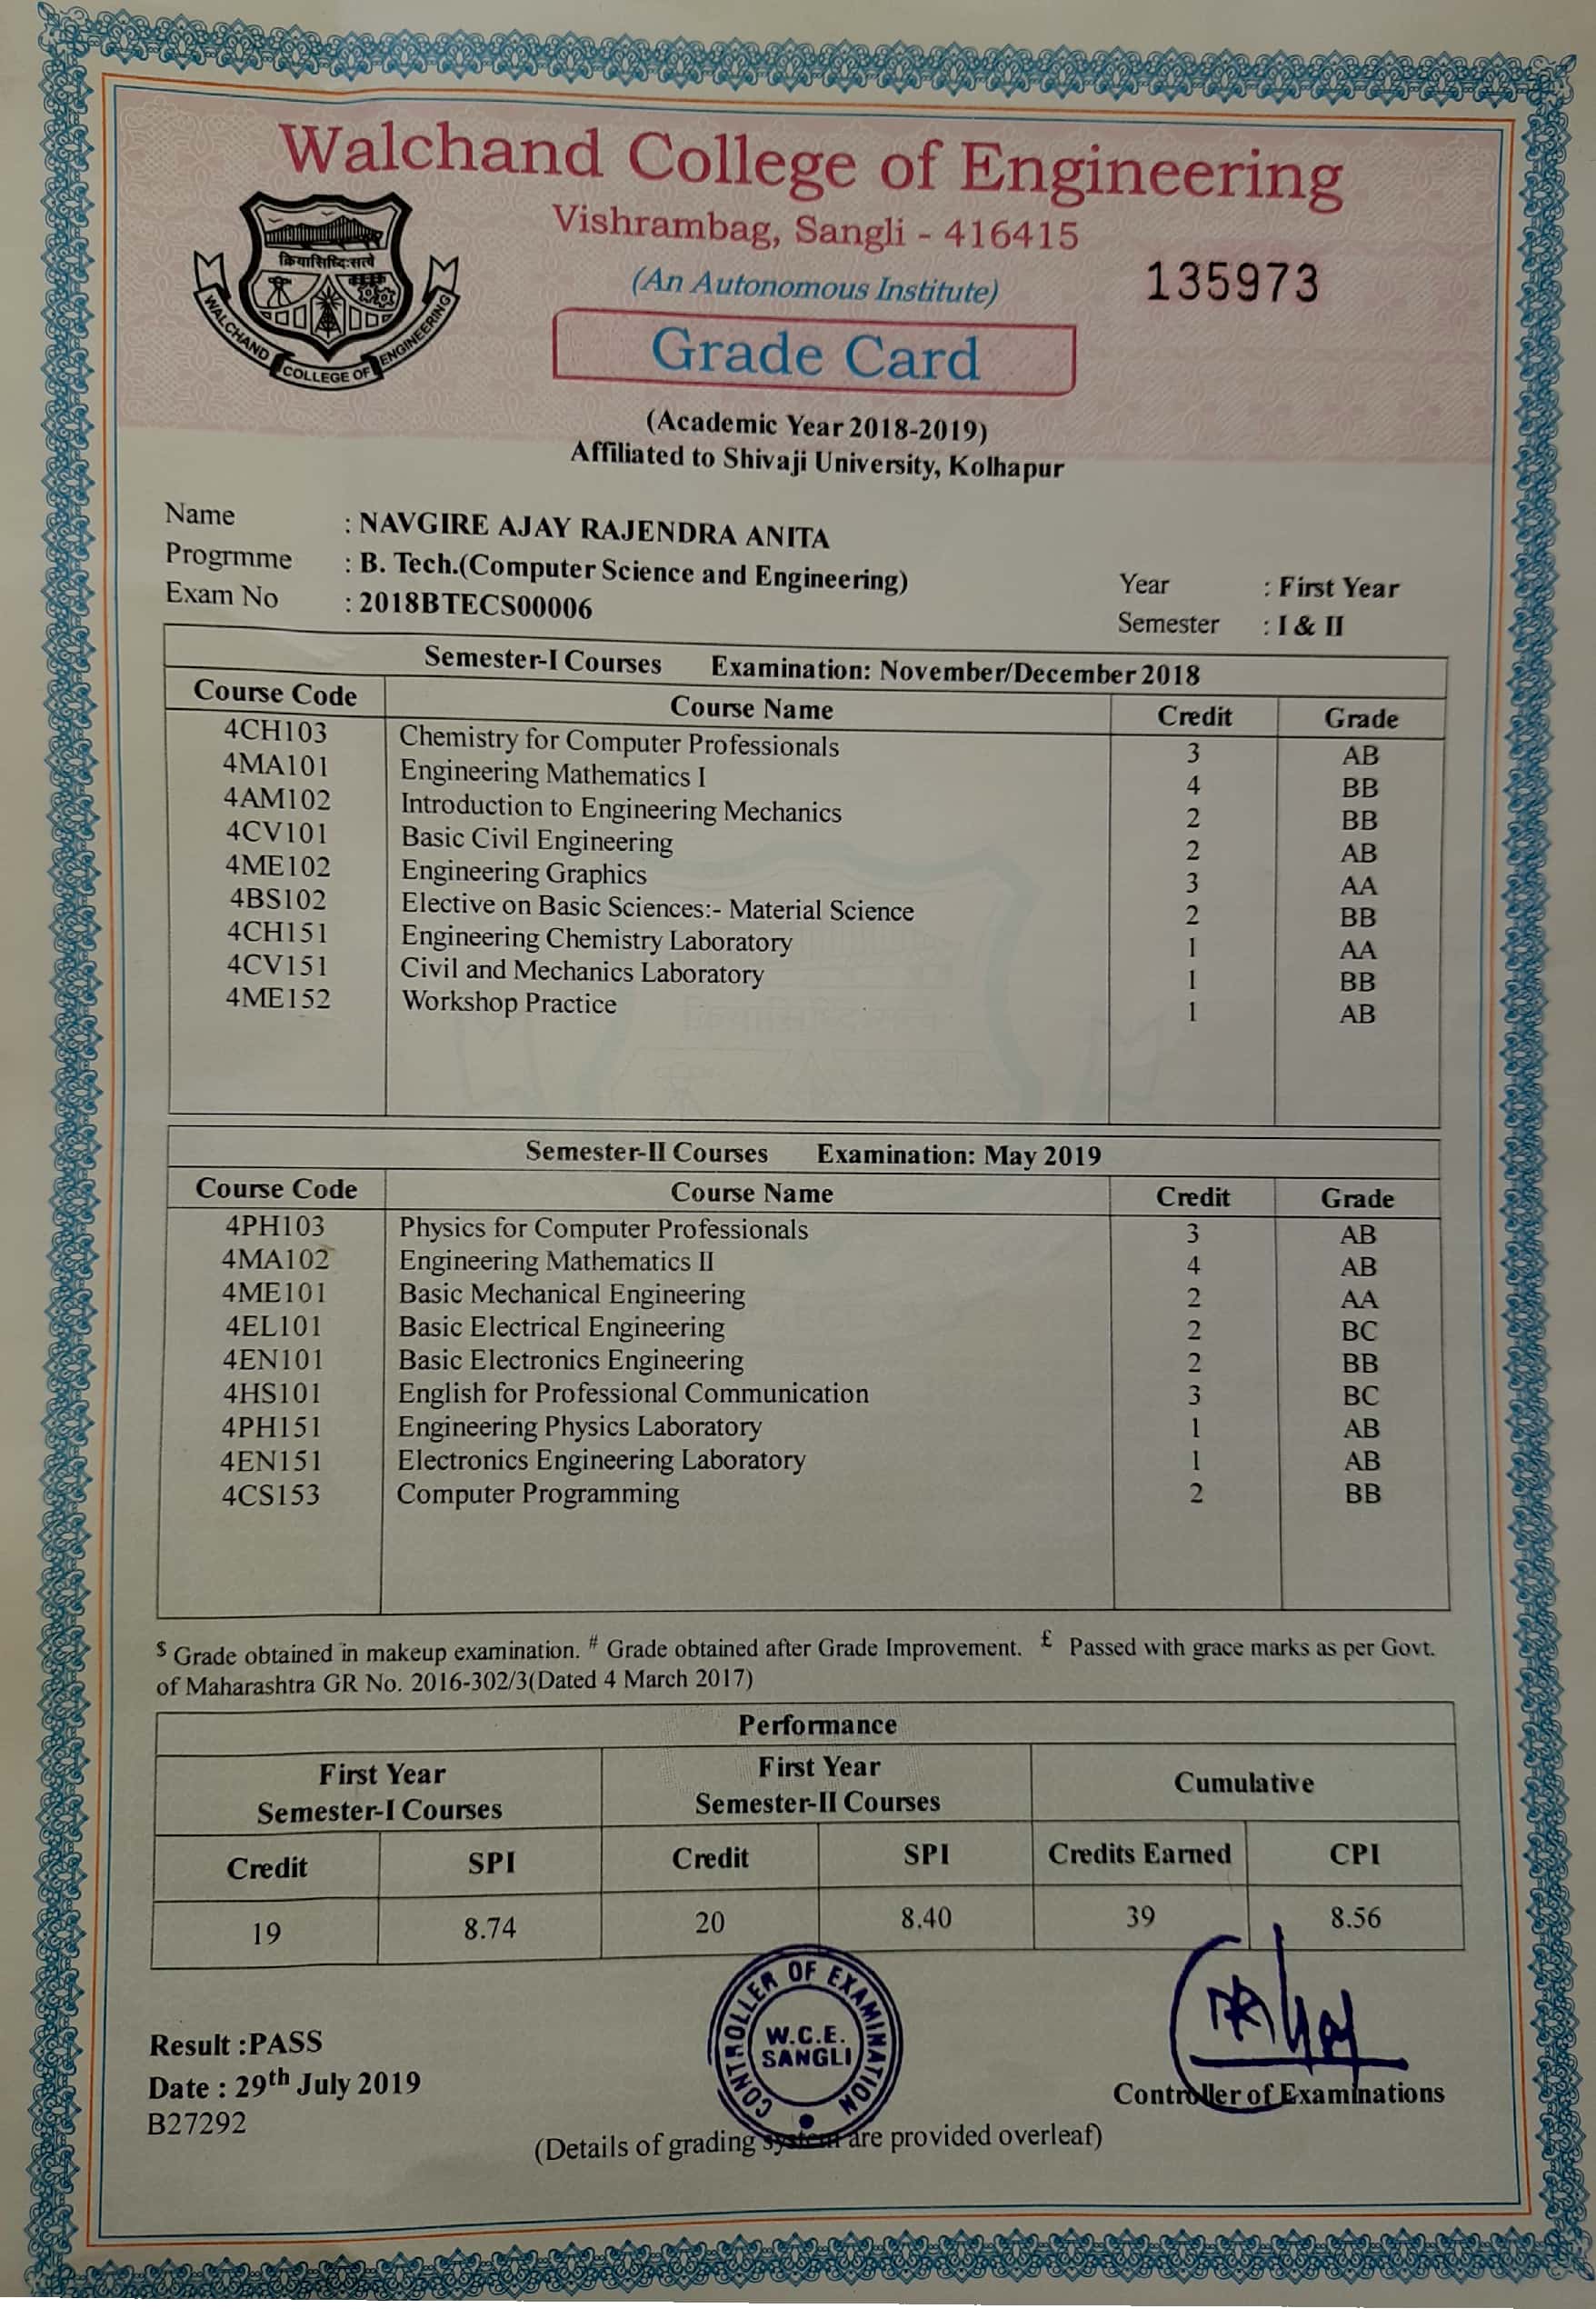 Walchand College of Engineering
Vishrambag, Sangli - 416415
(An Autonomous Institute)
135973
क्रियासिध्दि:सत्वे
WALCHAND COLLEGE OF ENGINEERING
Grade Card
(Academic Year 2018-2019)
Affiliated to Shivaji University, Kolhapur
Name : NAVGIRE AJAY RAJENDRA ANITA
Progrmme : B. Tech.(Computer Science and Engineering) Year : First Year
Exam No : 2018BTECS00006 Semester : I & II
Semester-I Courses Examination: November/December 2018
Course Code Course Name Credit Grade
4CH103 Chemistry for Computer Professionals 3 AB
4MA101 Engineering Mathematics I 4 BB
4AM102 Introduction to Engineering Mechanics 2 BB
4CV101 Basic Civil Engineering 2 AB
4ME102 Engineering Graphics 3 AA
4BS102 Elective on Basic Sciences:- Material Science 2 BB
4CH151 Engineering Chemistry Laboratory 1 AA
4CV151 Civil and Mechanics Laboratory 1 BB
4ME152 Workshop Practice 1 AB
Semester-II Courses Examination: May 2019
Course Code Course Name Credit Grade
4PH103 Physics for Computer Professionals 3 AB
4MA102 Engineering Mathematics II 4 AB
4ME101 Basic Mechanical Engineering 2 AA
4EL101 Basic Electrical Engineering 2 BC
4EN101 Basic Electronics Engineering 2 BB
4HS101 English for Professional Communication 3 BC
4PH151 Engineering Physics Laboratory 1 AB
4EN151 Electronics Engineering Laboratory 1 AB
4CS153 Computer Programming 2 BB
$ Grade obtained in makeup examination. # Grade obtained after Grade Improvement. £ Passed with grace marks as per Govt.
of Maharashtra GR No. 2016-302/3(Dated 4 March 2017)
Performance
First Year First Year Cumulative
Semester-I Courses Semester-II Courses
Credit SPI Credit SPI Credits Earned CPI
19 8.74 20 8.40 39 8.56
CONTROLLER OF EXAMINATION
W.C.E.
SANGLI
Result :PASS
Date : 29th July 2019
Controller of Examinations
B27292
(Details of grading system are provided overleaf)